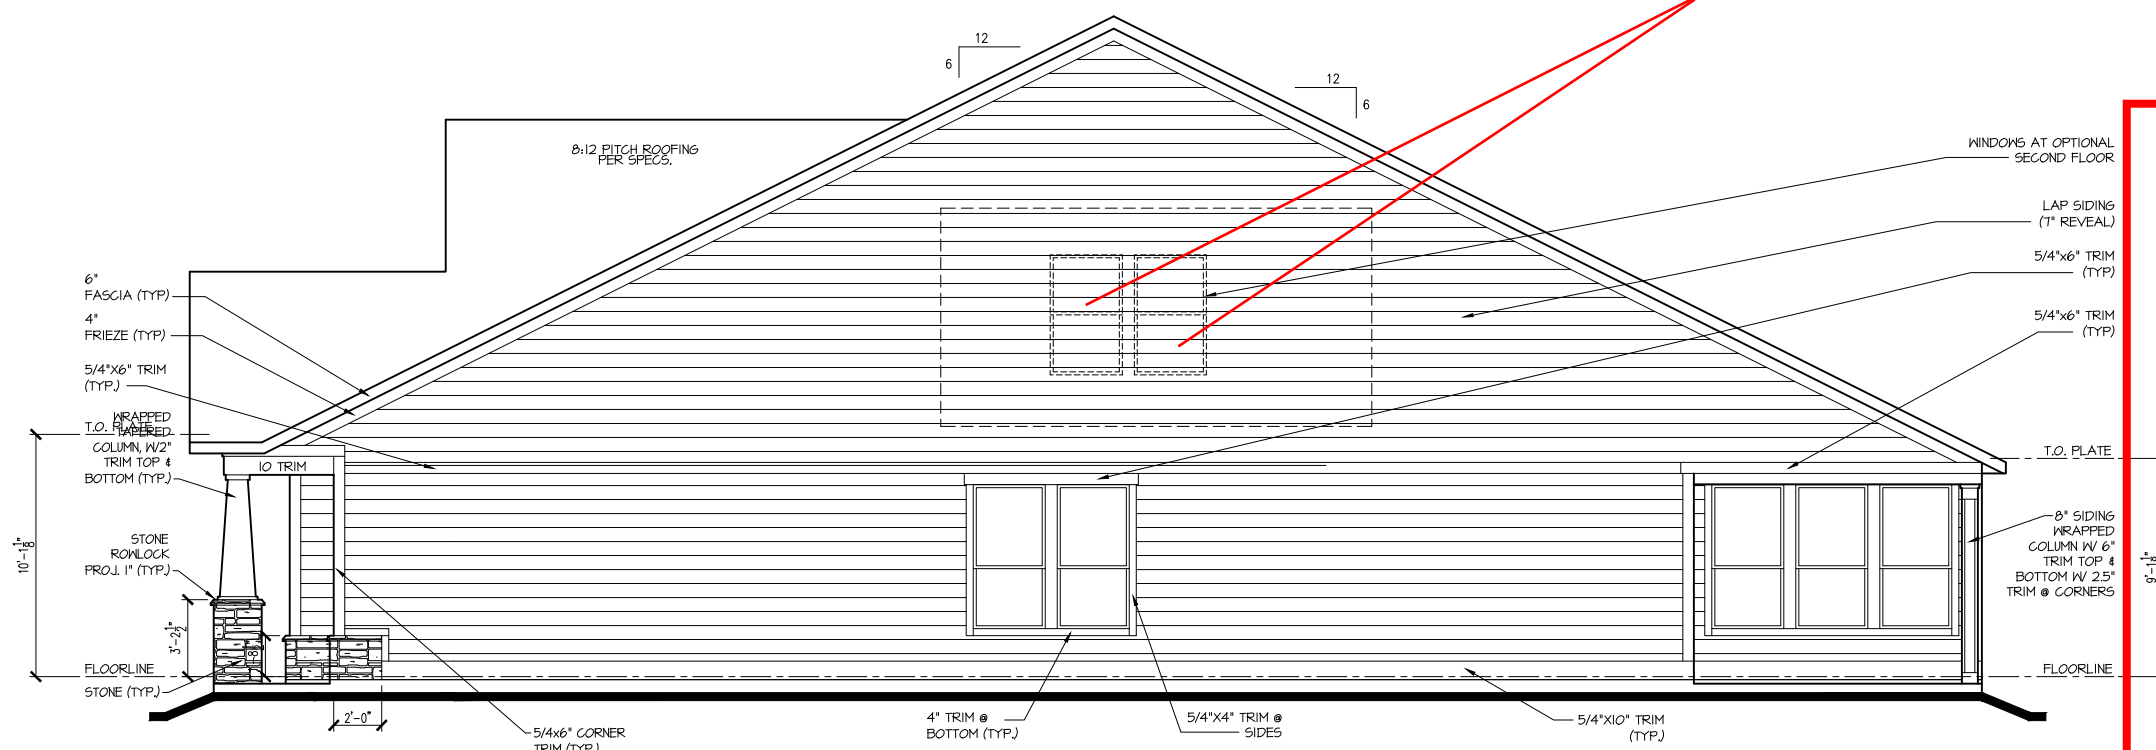 12
6
12
6
8:12 PITCH ROOFING
PER SPECS.
WINDOWS AT OPTIONAL
SECOND FLOOR
LAP SIDING
(7" REVEAL)
5/4"x6" TRIM
(TYP)
5/4"x6" TRIM
(TYP)
6"
FASCIA (TYP)
4"
FRIEZE (TYP)
5/4"X6" TRIM
(TYP.)
T.O. PLATE
WRAPPED
TAPERED
COLUMN, W/2"
TRIM TOP &
BOTTOM (TYP.)
10 TRIM
T.O. PLATE
10'-1 1/8"
STONE
ROWLOCK
PROJ. 1" (TYP.)
3'-2 1/2"
8" SIDING
WRAPPED
COLUMN W/ 6"
TRIM TOP &
BOTTOM W/ 2.5"
TRIM @ CORNERS
9'-1 1/8"
FLOORLINE
STONE (TYP.)
FLOORLINE
2'-0"
5/4x6" CORNER
TRIM (TYP.)
4" TRIM @
BOTTOM (TYP.)
5/4"X4" TRIM @
SIDES
5/4"X10" TRIM
(TYP.)